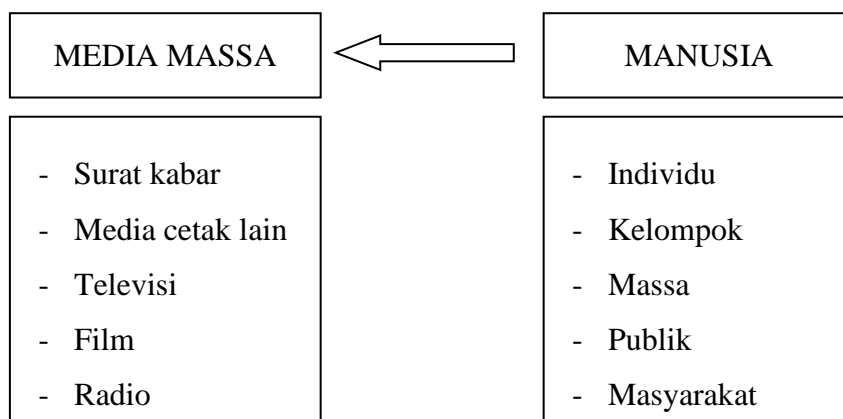 MEDIA MASSA
MANUSIA
- Surat kabar
- Media cetak lain
- Televisi
- Film
- Radio
- Individu
- Kelompok
- Massa
- Publik
- Masyarakat